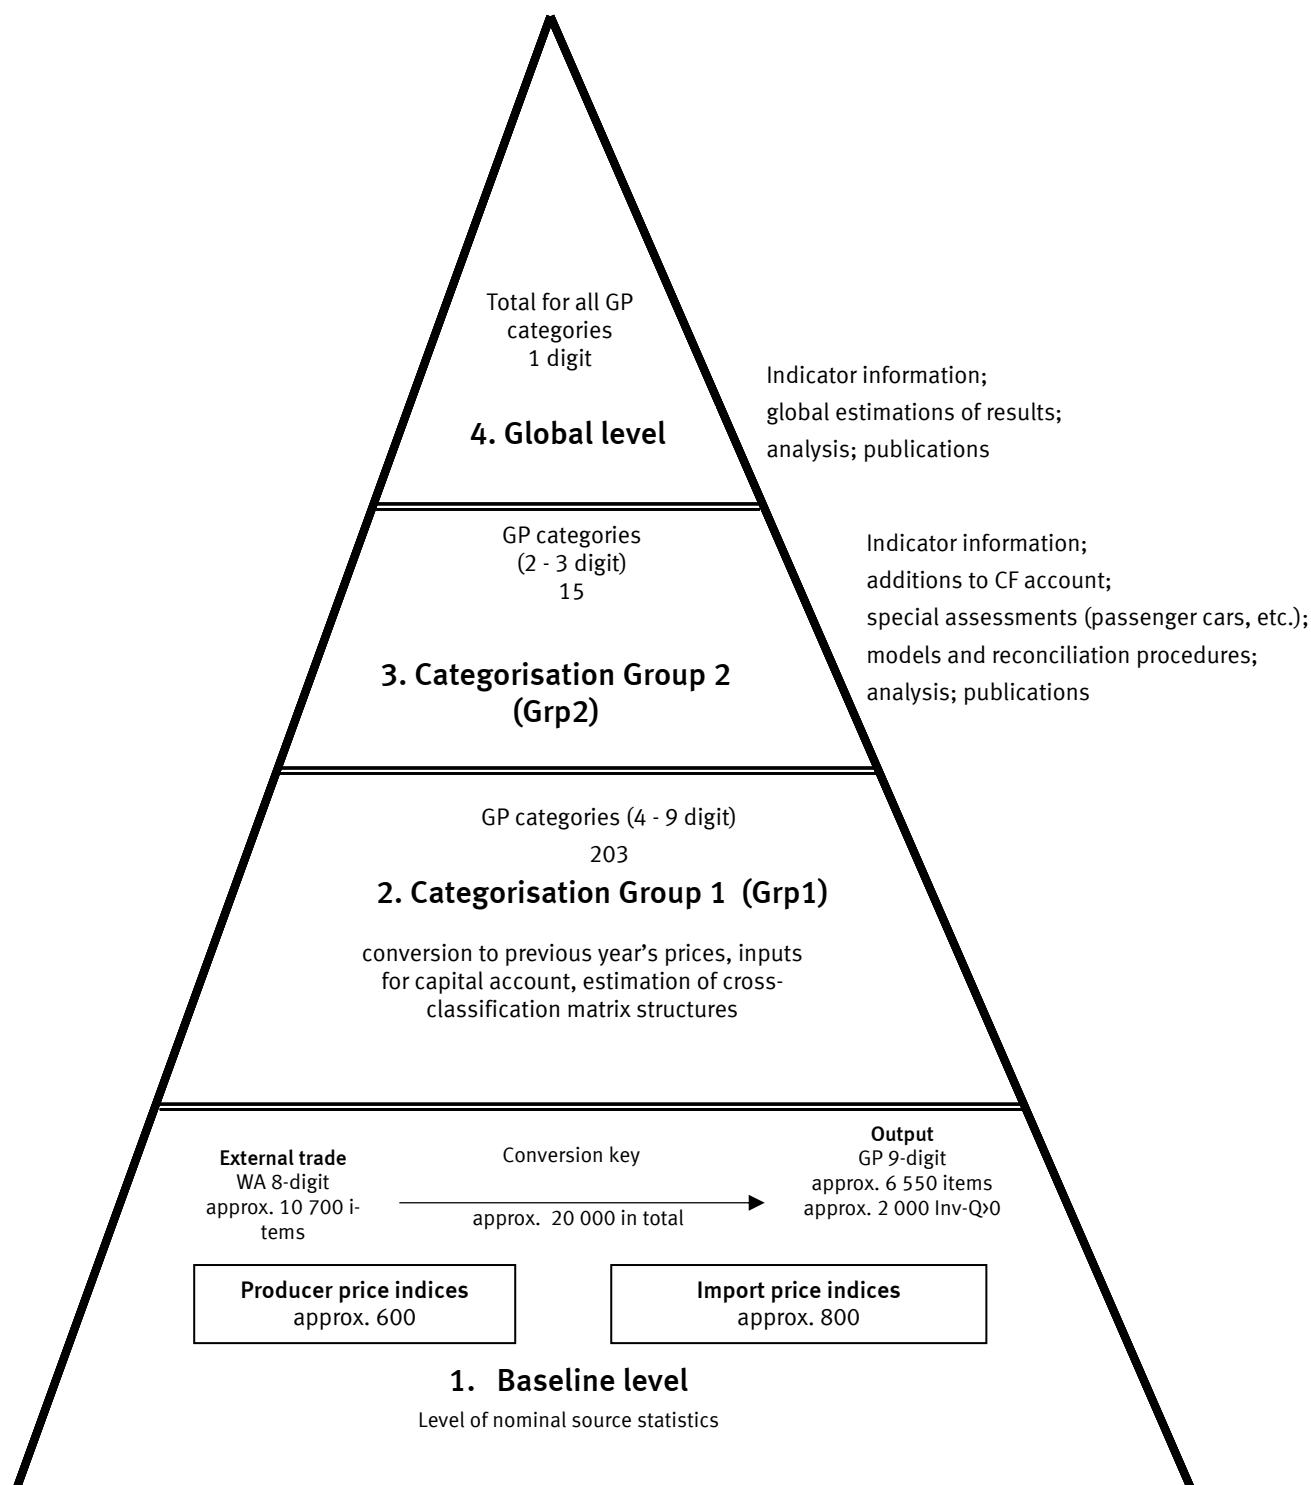 Total for all GP
categories
1 digit
4. Global level
Indicator information;
global estimations of results;
analysis; publications
GP categories
(2 - 3 digit)
15
3. Categorisation Group 2
(Grp2)
Indicator information;
additions to CF account;
special assessments (passenger cars, etc.);
models and reconciliation procedures;
analysis; publications
GP categories (4 - 9 digit)
203
2. Categorisation Group 1 (Grp1)
conversion to previous year's prices, inputs
for capital account, estimation of cross-
classification matrix structures
External trade
WA 8-digit
approx. 10 700 i-
tems
Conversion key
approx. 20 000 in total
Output
GP 9-digit
approx. 6 550 items
approx. 2 000 Inv-Q>0
Producer price indices
approx. 600
Import price indices
approx. 800
1. Baseline level
Level of nominal source statistics